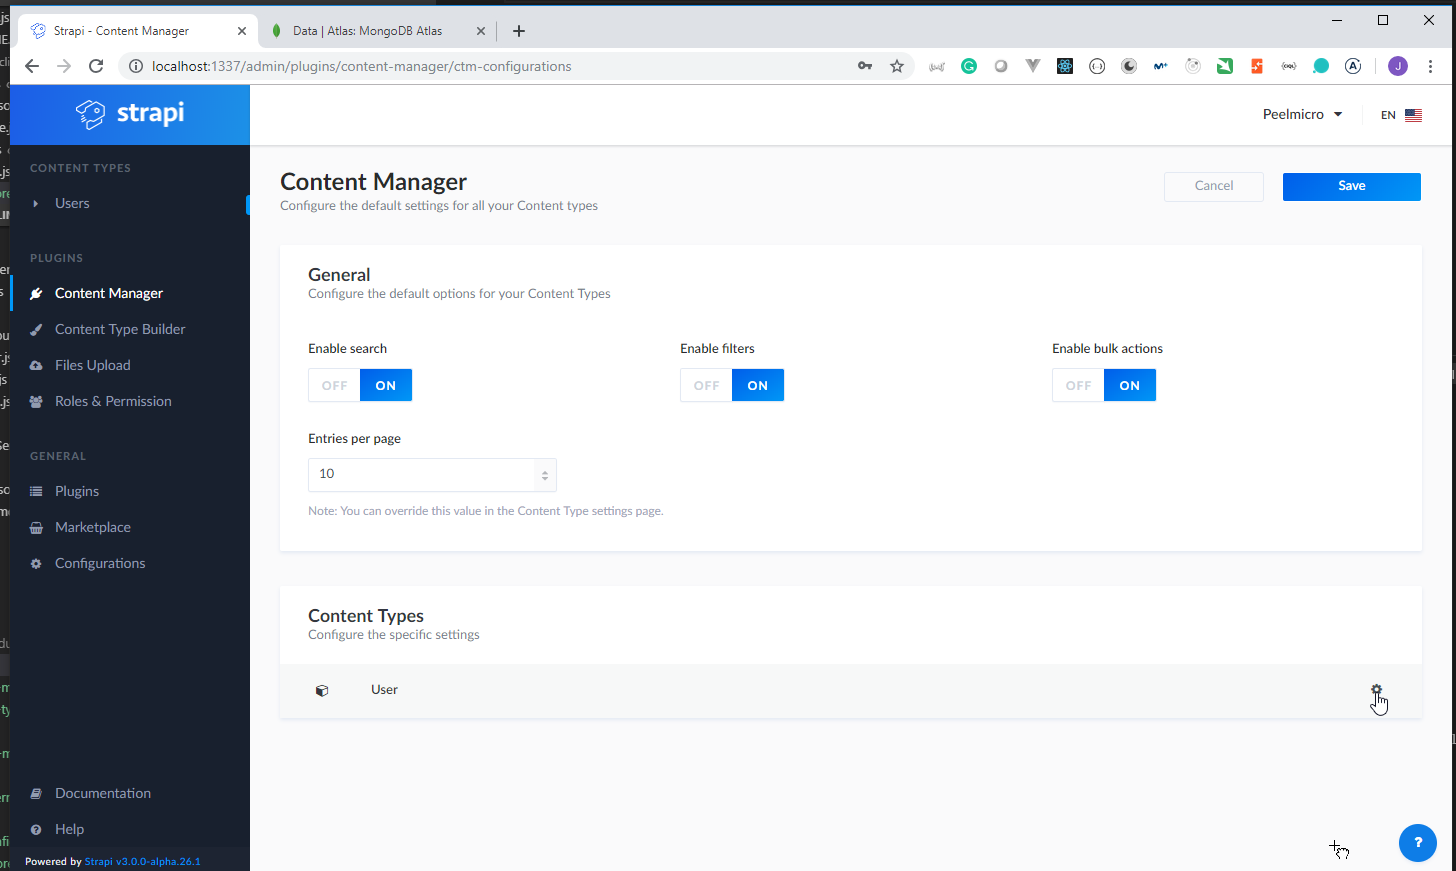 Strapi - Content Manager
Data | Atlas: MongoDB Atlas
localhost:1337/admin/plugins/content-manager/ctm-configurations
J
strapi
Peelmicro
EN
CONTENT TYPES
Users
PLUGINS
Content Manager
Content Type Builder
Files Upload
Roles & Permission
GENERAL
Plugins
Marketplace
Configurations
Documentation
Help
Powered by Strapi v3.0.0-alpha.26.1
Content Manager
Configure the default settings for all your Content types
Cancel
Save
General
Configure the default options for your Content Types
Enable search
Enable filters
Enable bulk actions
OFF ON
OFF ON
OFF ON
Entries per page
10
Note: You can override this value in the Content Type settings page.
Content Types
Configure the specific settings
User
?